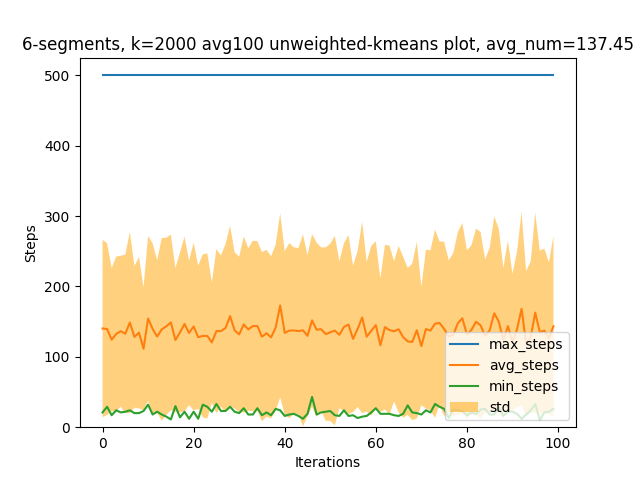 6-segments, k=2000 avg100 unweighted-kmeans plot, avg_num=137.45
500
400
300
200
100
0
Steps
0 20 40 60 80 100
Iterations
max_steps
avg_steps
min_steps
std